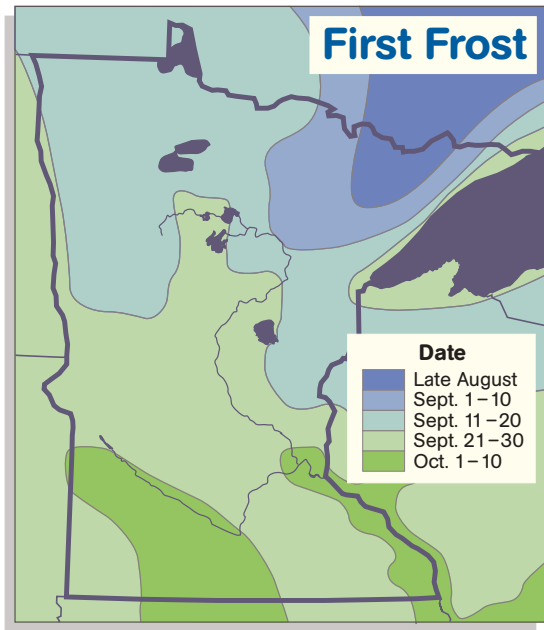 First Frost
Date
Late August
Sept. 1–10
Sept. 11–20
Sept. 21–30
Oct. 1–10